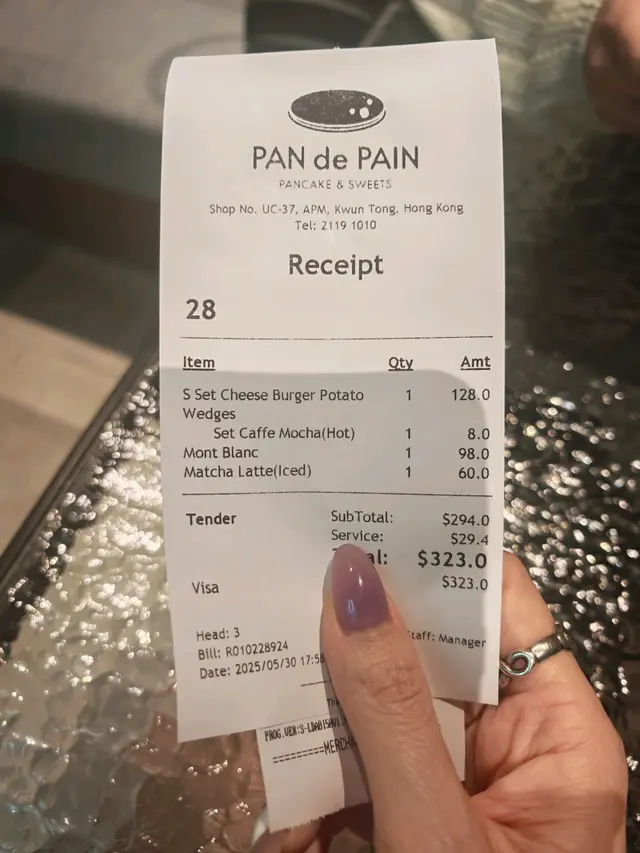 PAN de PAIN
PANCAKE & SWEETS
Shop No. UC-37, APM, Kwun Tong, Hong Kong
Tel: 2119 1010
Receipt
28
Item Qty Amt
S Set Cheese Burger Potato 1 128.0
Wedges
Set Caffe Mocha(Hot) 1 8.0
Mont Blanc 1 98.0
Matcha Latte(Iced) 1 60.0
Tender SubTotal: $294.0
Service: $29.4
$323.0
Visa $323.0
Head: 3
Bill: R010228924 Manager
Date: 2025/05/30